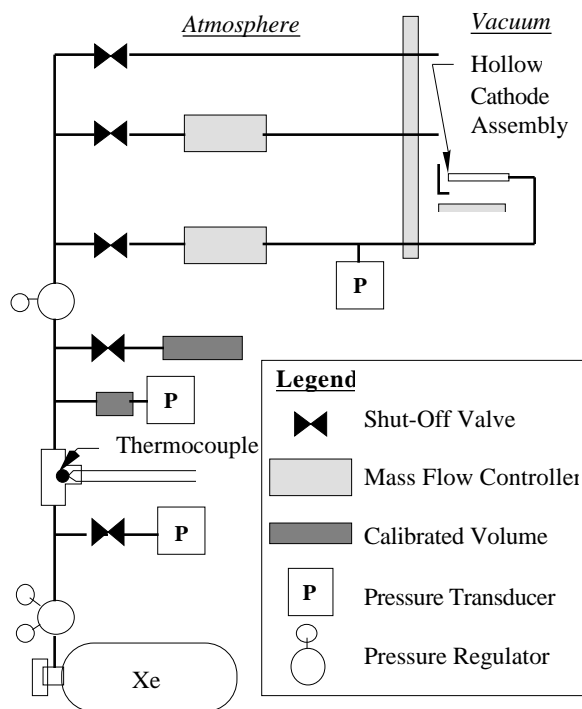 Atmosphere
Vacuum
Hollow
Cathode
Assembly
P
P
Thermocouple
P
Xe
Legend
Shut-Off Valve
Mass Flow Controller
Calibrated Volume
P
Pressure Transducer
Pressure Regulator